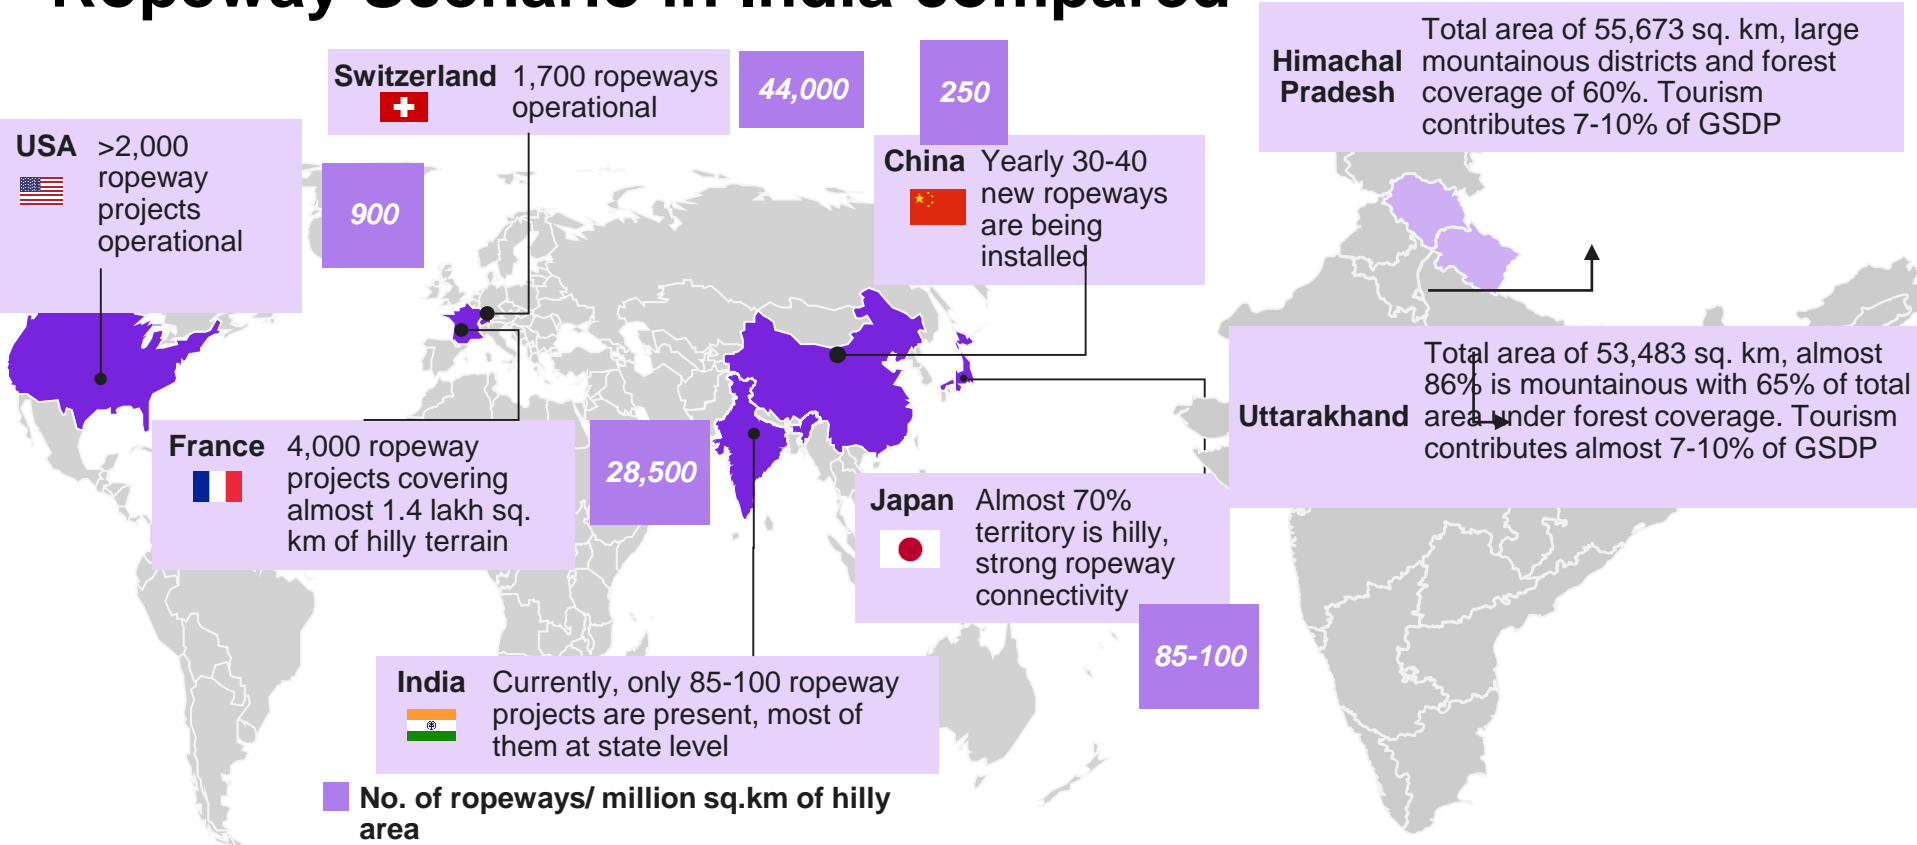 Ropeway Scenario in India compared
Switzerland
1,700 ropeways
operational
44,000
250
Himachal
Pradesh
Total area of 55,673 sq. km, large
mountainous districts and forest
coverage of 60%. Tourism
contributes 7-10% of GSDP
USA
>2,000
ropeway
projects
operational
900
China
Yearly 30-40
new ropeways
are being
installed
Uttarakhand
Total area of 53,483 sq. km, almost
86% is mountainous with 65% of total
area under forest coverage. Tourism
contributes almost 7-10% of GSDP
France
4,000 ropeway
projects covering
almost 1.4 lakh sq.
km of hilly terrain
28,500
Japan
Almost 70%
territory is hilly,
strong ropeway
connectivity
85-100
India
Currently, only 85-100 ropeway
projects are present, most of
them at state level
No. of ropeways/ million sq.km of hilly
area